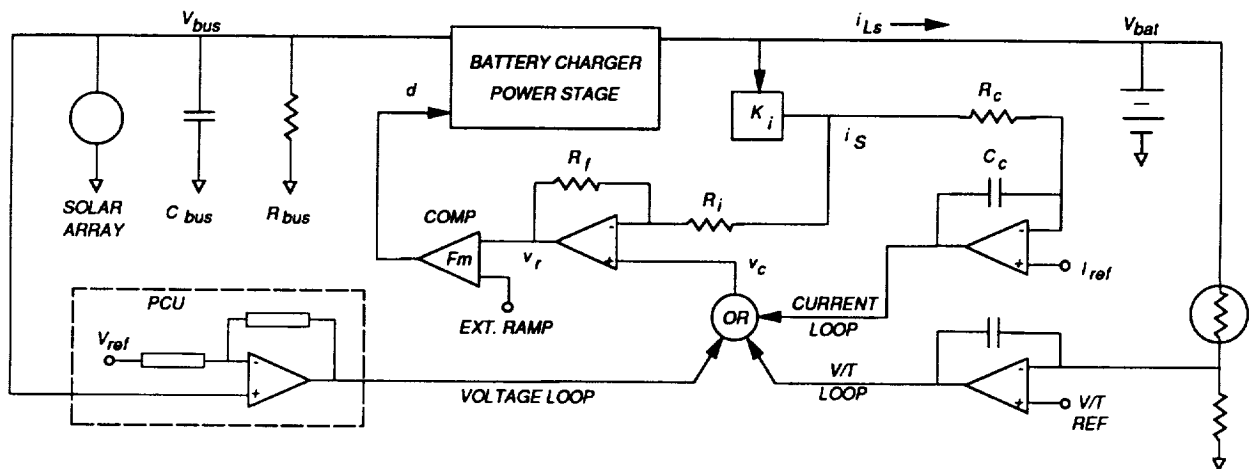 V_bus
i_Ls
V_bat
BATTERY CHARGER
POWER STAGE
d
K_i
i_S
R_c
C_c
R_f
R_i
SOLAR
ARRAY
C_bus
R_bus
COMP
Fm
v_r
v_c
-
+
-
+
I_ref
EXT. RAMP
OR
CURRENT
LOOP
PCU
V_ref
-
+
VOLTAGE LOOP
V/T
LOOP
-
+
V/T
REF